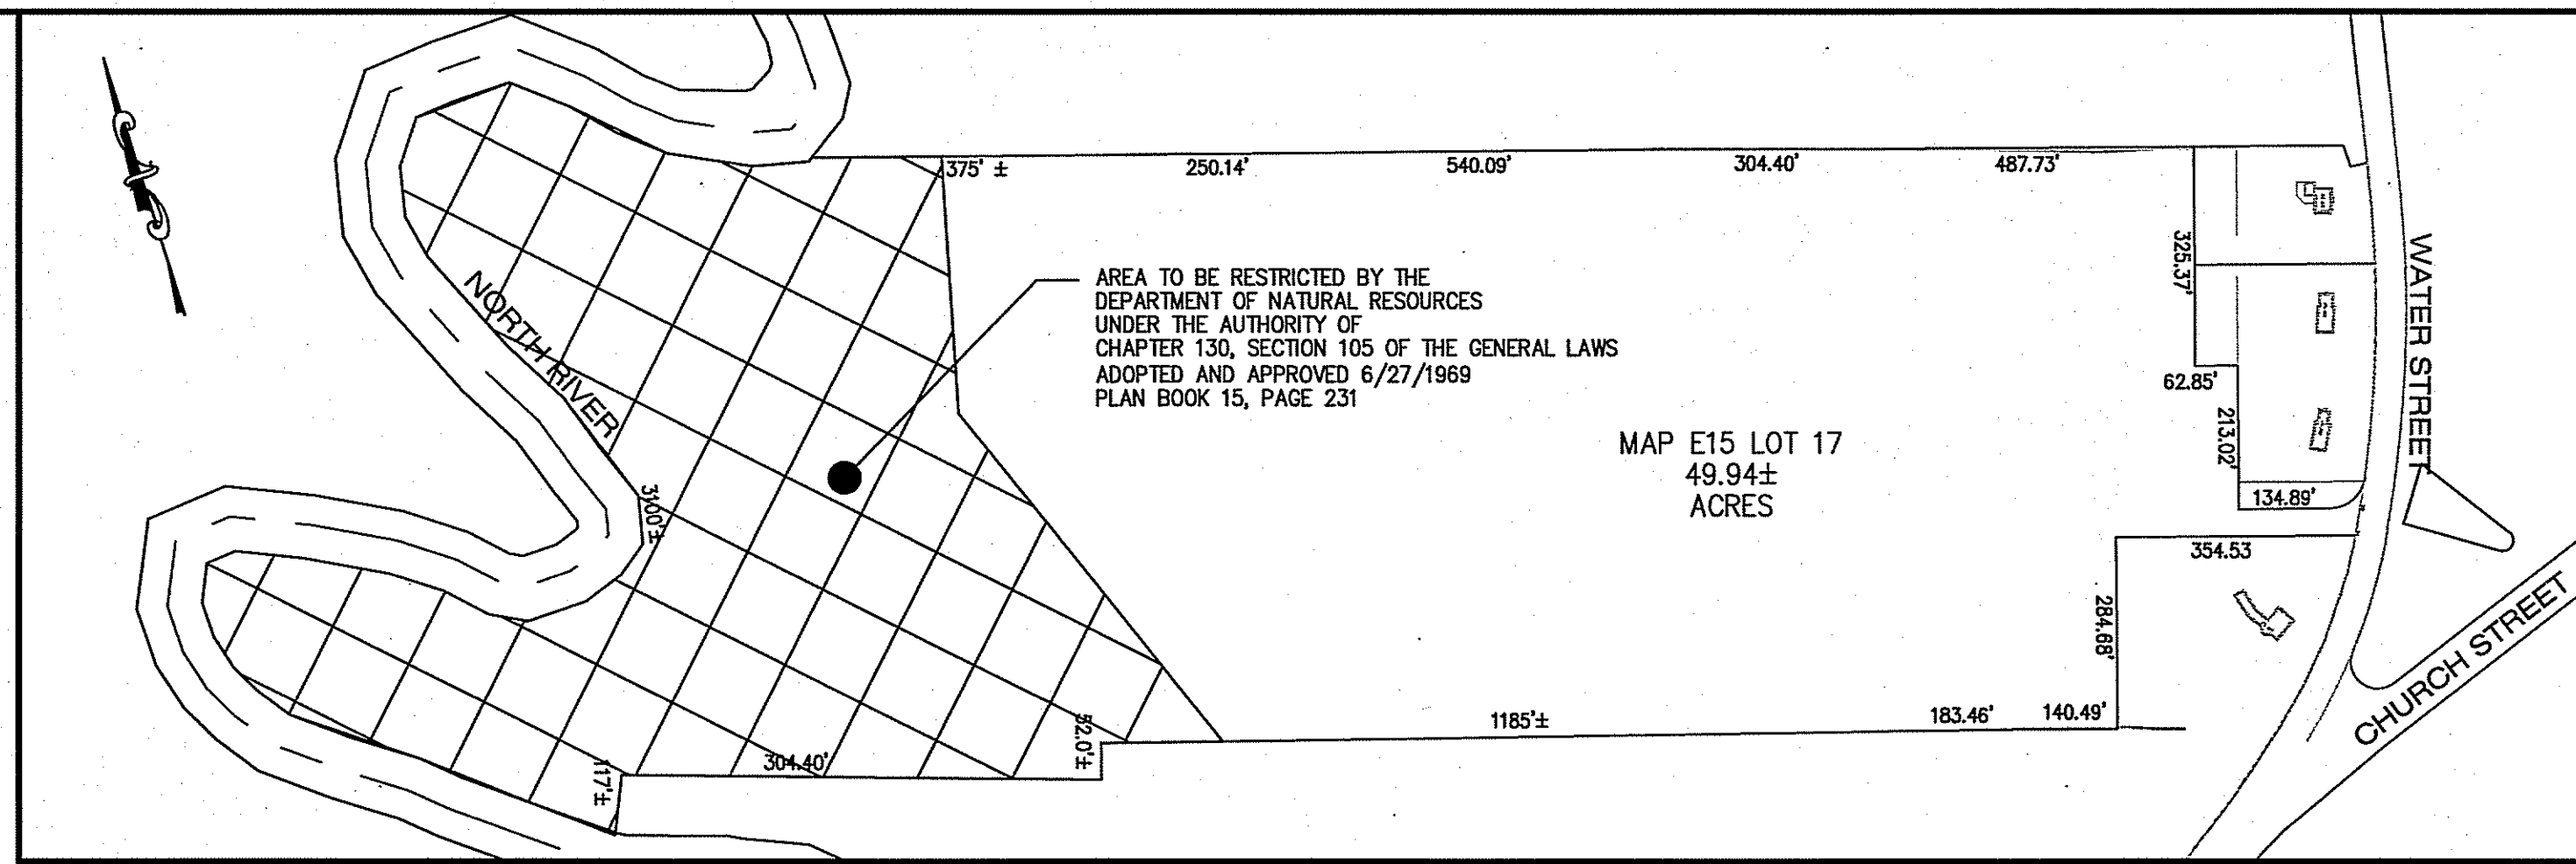 375' ±
250.14'
540.09'
304.40'
487.73'
325.37'
62.85'
213.02'
134.89'
354.53
284.68'
WATER STREET
CHURCH STREET
NORTH RIVER
3100'±
AREA TO BE RESTRICTED BY THE
DEPARTMENT OF NATURAL RESOURCES
UNDER THE AUTHORITY OF
CHAPTER 130, SECTION 105 OF THE GENERAL LAWS
ADOPTED AND APPROVED 6/27/1969
PLAN BOOK 15, PAGE 231
MAP E15 LOT 17
49.94±
ACRES
1185'±
183.46'
140.49'
52.0'±
304.40'
117'±